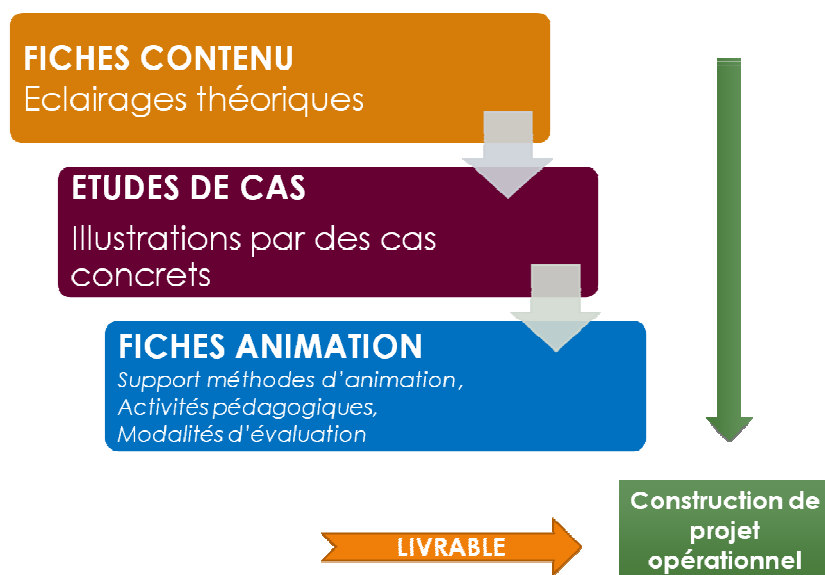 FICHES CONTENU
Eclairages théoriques
ETUDES DE CAS
Illustrations par des cas
concrets
FICHES ANIMATION
Support méthodes d’animation,
Activités pédagogiques,
Modalités d’évaluation
LIVRABLE
Construction de
projet
opérationnel